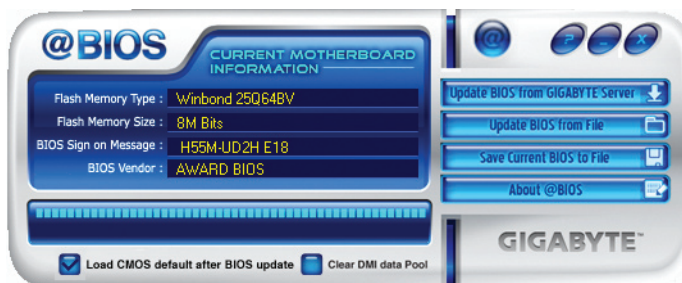 @BIOS
CURRENT MOTHERBOARD
INFORMATION
Flash Memory Type : Winbond 25Q64BV
Flash Memory Size : 8M Bits
BIOS Sign on Message : H55M-UD2H E18
BIOS Vendor : AWARD BIOS
Load CMOS default after BIOS update Clear DMI data Pool
@ ? _ X
Update BIOS from GIGABYTE Server
Update BIOS from File
Save Current BIOS to File
About @BIOS
GIGABYTE™